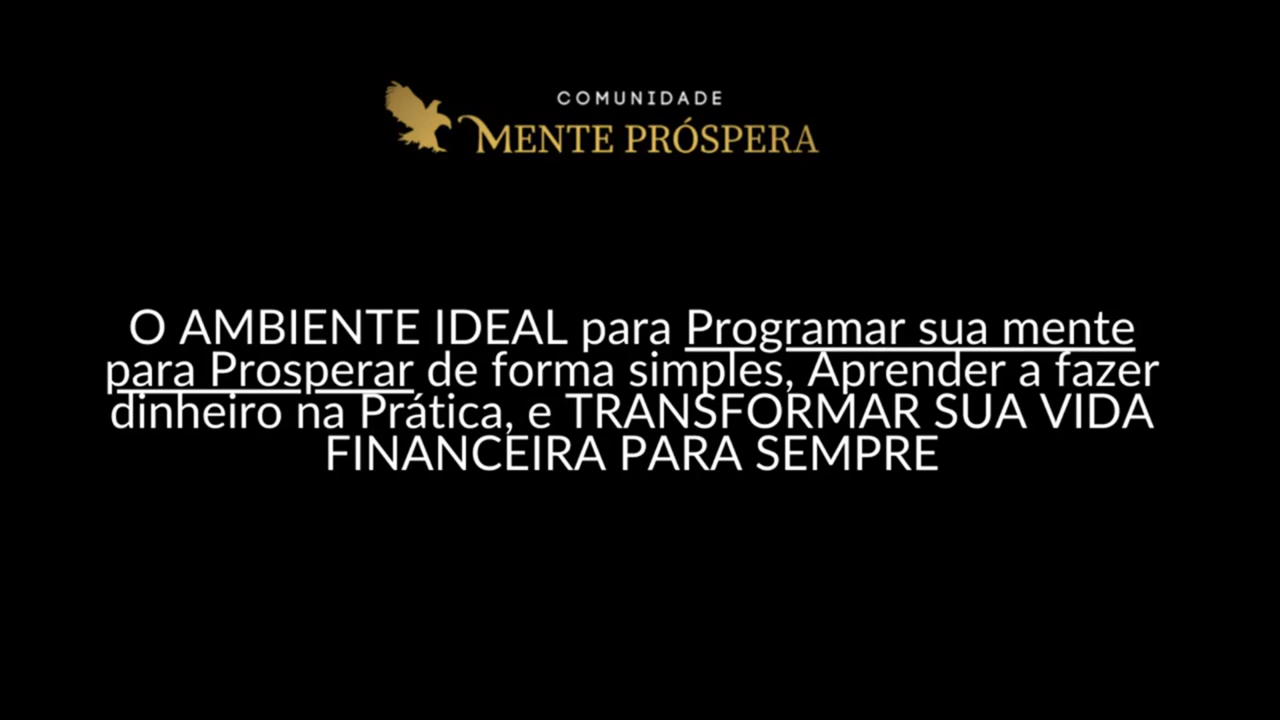 COMUNIDADE
MENTE PRÓSPERA
O AMBIENTE IDEAL para Programar sua mente
para Prosperar de forma simples, Aprender a fazer
dinheiro na Prática, e TRANSFORMAR SUA VIDA
FINANCEIRA PARA SEMPRE